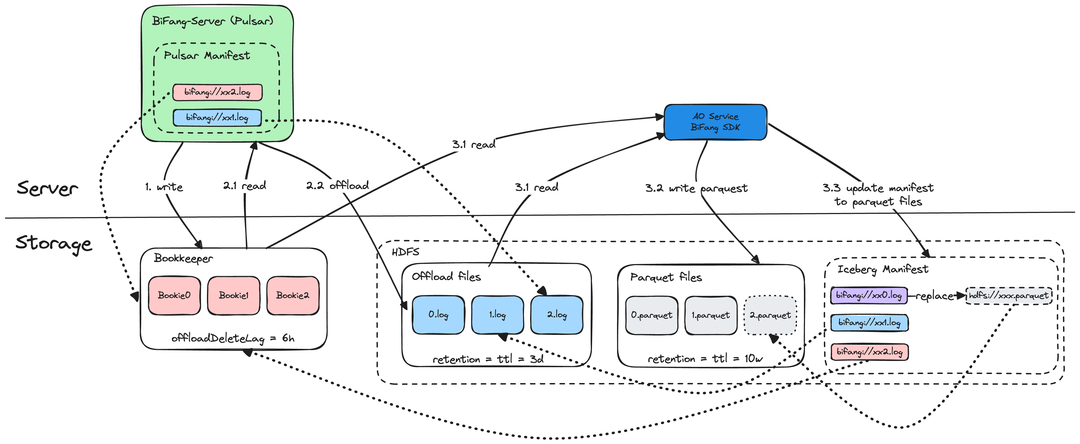 BiFang-Server (Pulsar)
Pulsar Manifest
bifang://xx2.log
bifang://xx1.log
AO Service
BiFang SDK
3.1 read
1. write
2.1 read
2.2 offload
3.1 read
3.2 write parquest
3.3 update manifest
to parquet files
Server
Storage
Bookkeeper
Bookie0
Bookie1
Bookie2
offloadDeleteLag = 6h
HDFS
Offload files
0.log
1.log
2.log
retention = ttl = 3d
Parquet files
0.parquet
1.parquet
2.parquet
retention = ttl = 10w
Iceberg Manifest
bifang://xx0.log
replace
hdfs://xxx.parquet
bifang://xx1.log
bifang://xx2.log